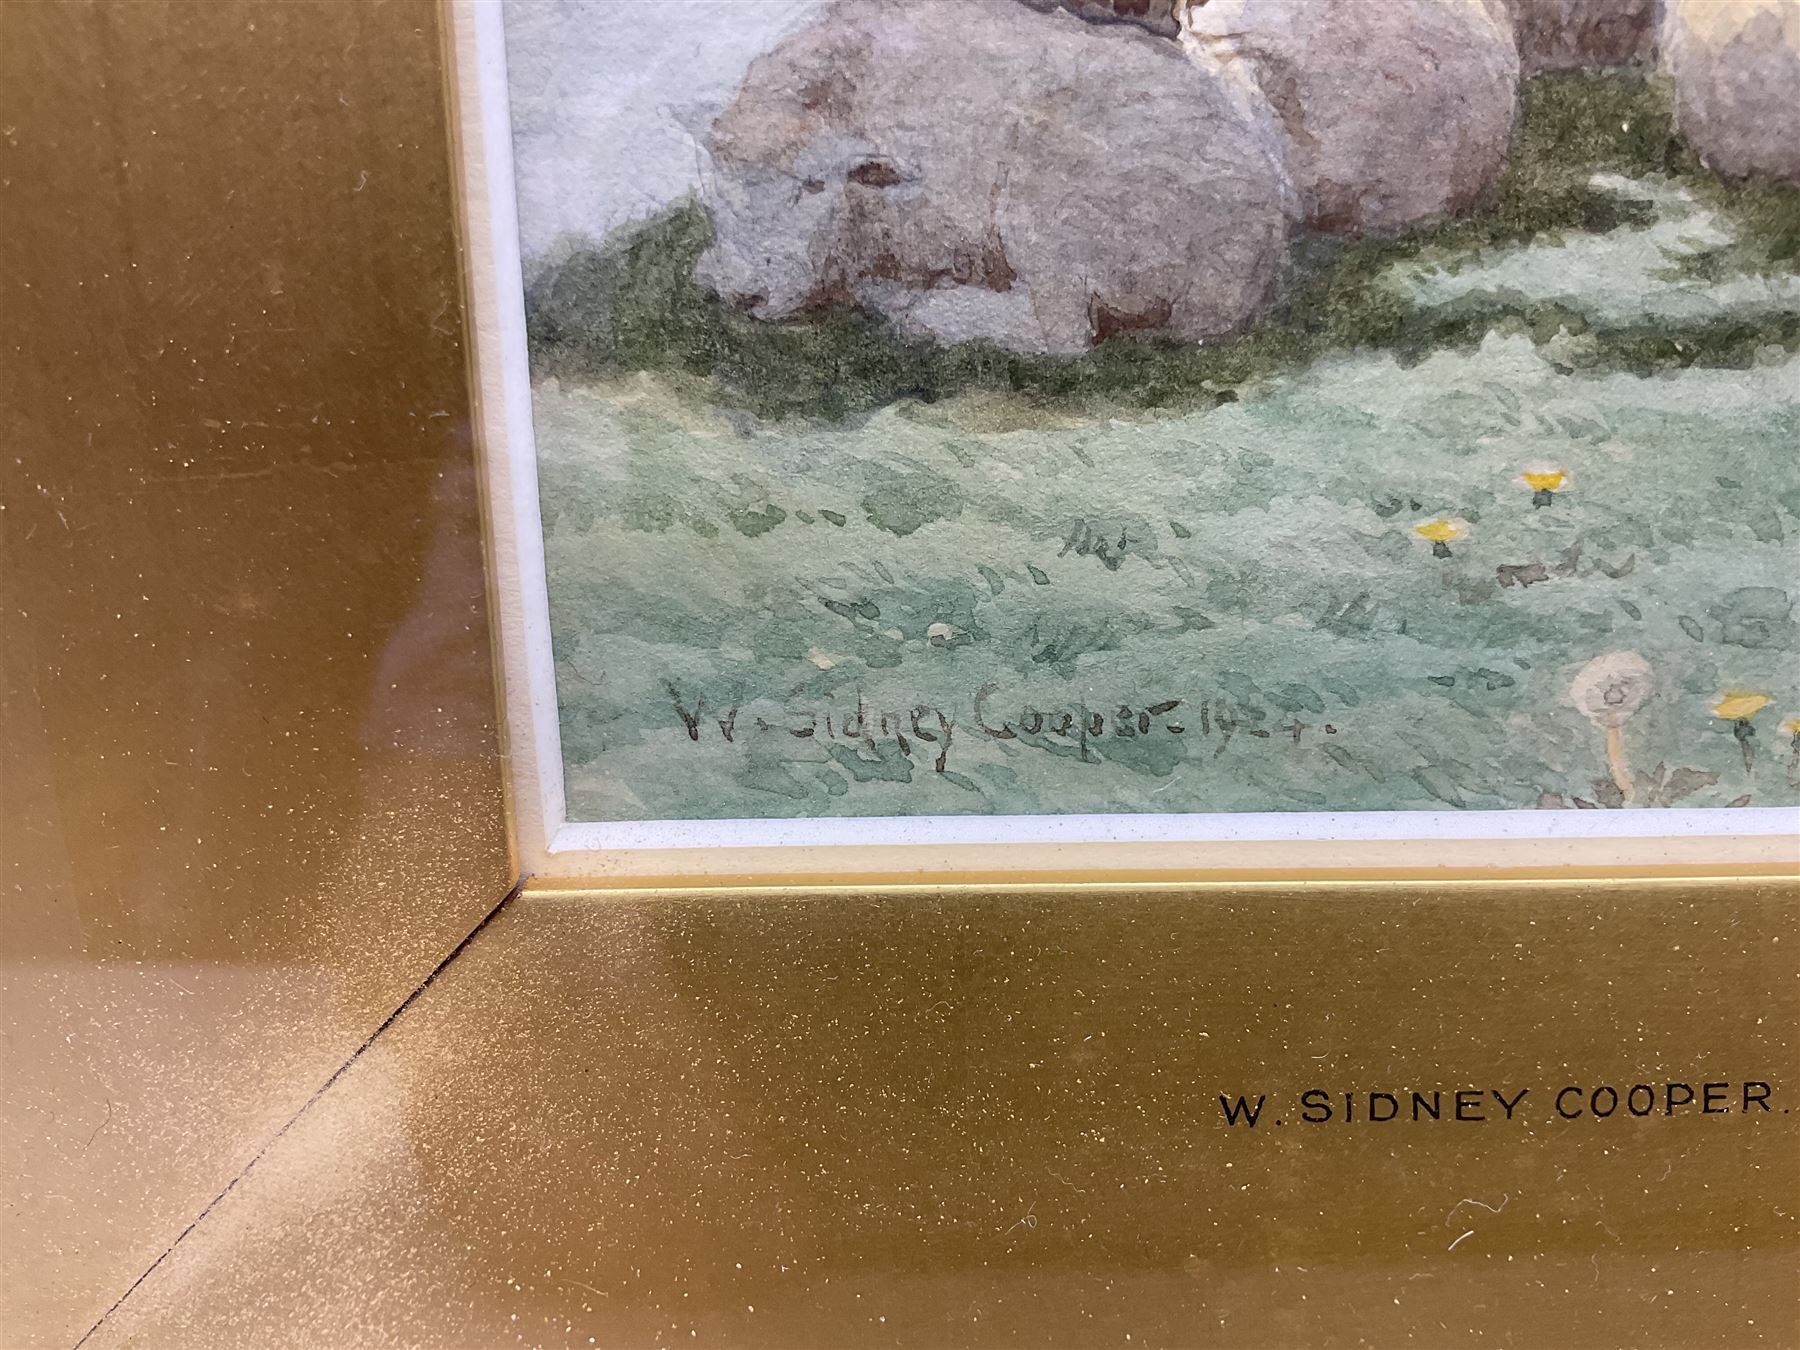 W. Sidney Cooper. 1924.
W. SIDNEY COOPER.